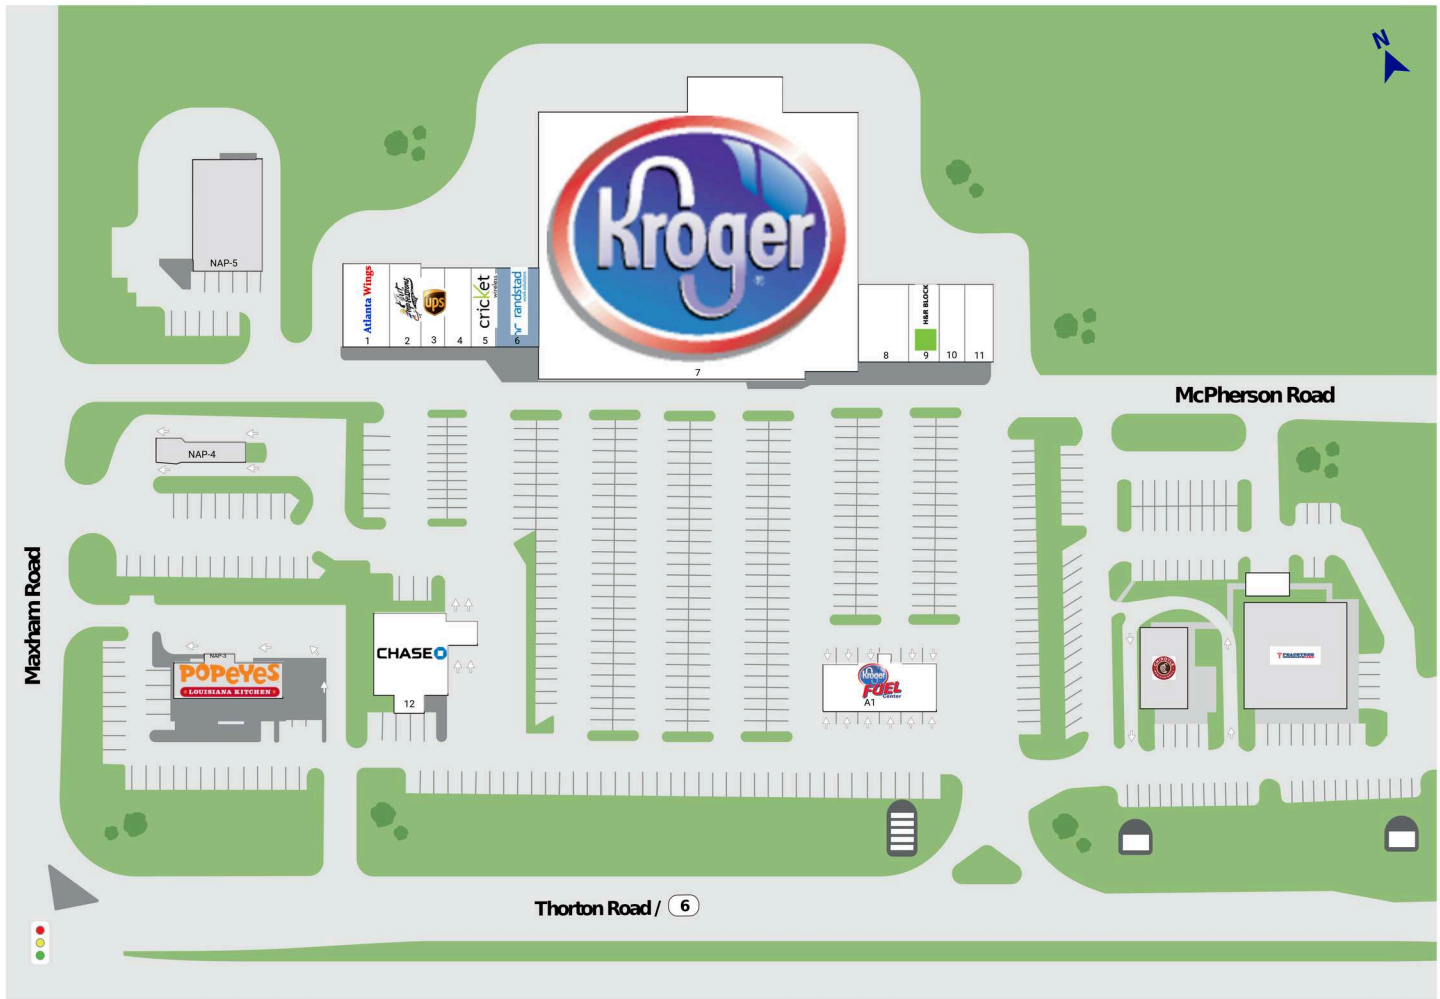 N
Kroger
®
NAP-5
Atlanta Wings
ups
cricket
wireless
randstad
H&R BLOCK
1
2
3
4
5
6
7
8
9
10
11
McPherson Road
NAP-4
Maxham Road
NAP-3
POPEYES
LOUISIANA KITCHEN
CHASE
12
Kroger
FUEL
Center
A1
Thorton Road / 6